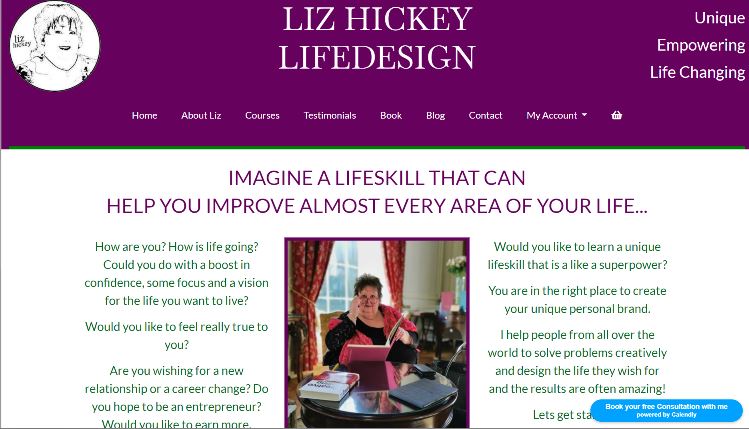 liz
hickey
LIZ HICKEY
LIFEDESIGN
Unique
Empowering
Life Changing
Home
About Liz
Courses
Testimonials
Book
Blog
Contact
My Account
IMAGINE A LIFESKILL THAT CAN
HELP YOU IMPROVE ALMOST EVERY AREA OF YOUR LIFE...
How are you? How is life going?
Could you do with a boost in
confidence, some focus and a vision
for the life you want to live?
Would you like to feel really true to
you?
Are you wishing for a new
relationship or a career change? Do
you hope to be an entrepreneur?
Would you like to earn more,
Would you like to learn a unique
lifeskill that is a like a superpower?
You are in the right place to create
your unique personal brand.
I help people from all over the
world to solve problems creatively
and design the life they wish for
and the results are often amazing!
Lets get
Book your free Consultation with me
powered by Calendly